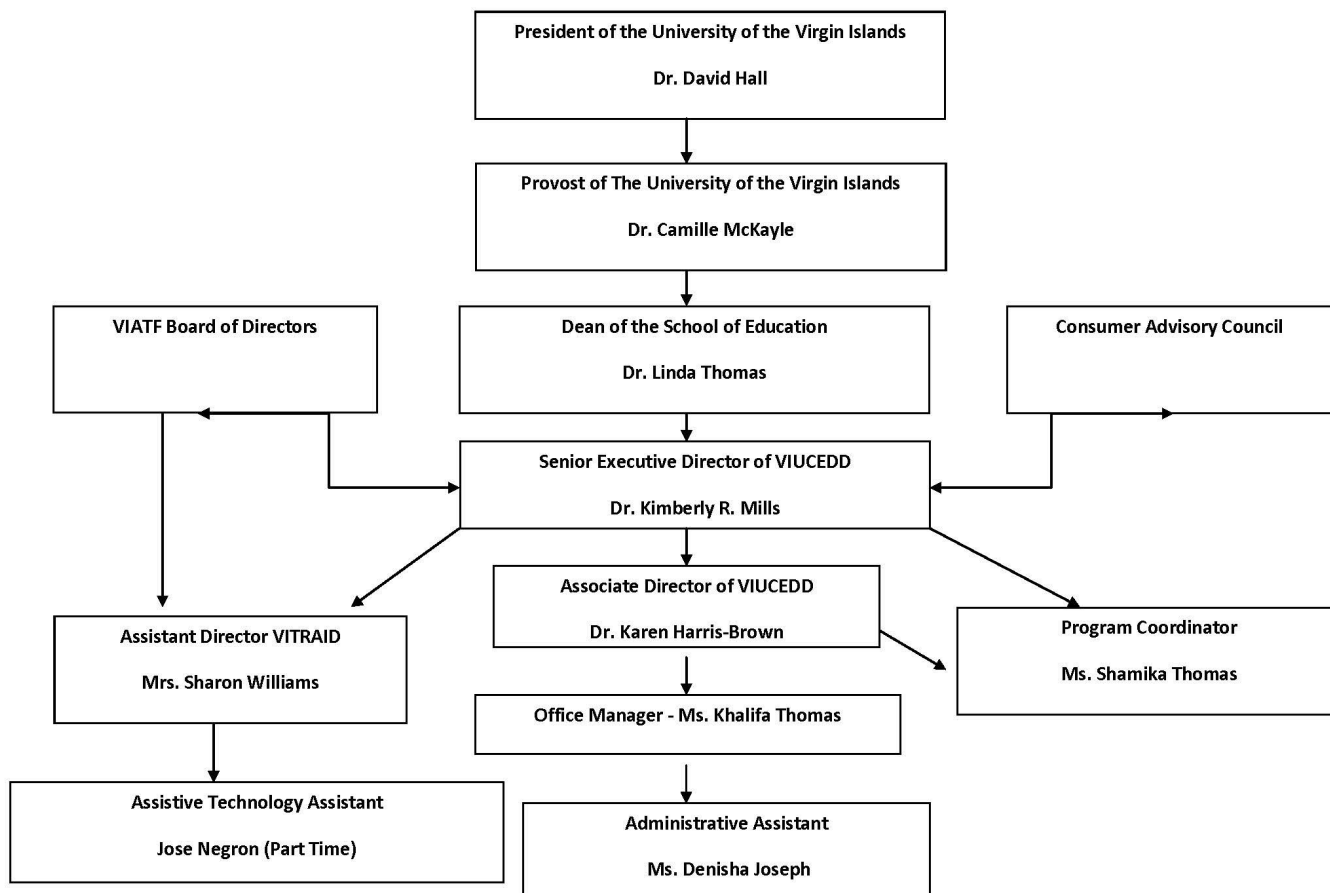 President of the University of the Virgin Islands
Dr. David Hall
Provost of The University of the Virgin Islands
Dr. Camille McKayle
VIATF Board of Directors
Dean of the School of Education
Dr. Linda Thomas
Consumer Advisory Council
Senior Executive Director of VIUCEDD
Dr. Kimberly R. Mills
Associate Director of VIUCEDD
Dr. Karen Harris-Brown
Assistant Director VITRAID
Mrs. Sharon Williams
Program Coordinator
Ms. Shamika Thomas
Office Manager - Ms. Khalifa Thomas
Assistive Technology Assistant
Jose Negron (Part Time)
Administrative Assistant
Ms. Denisha Joseph